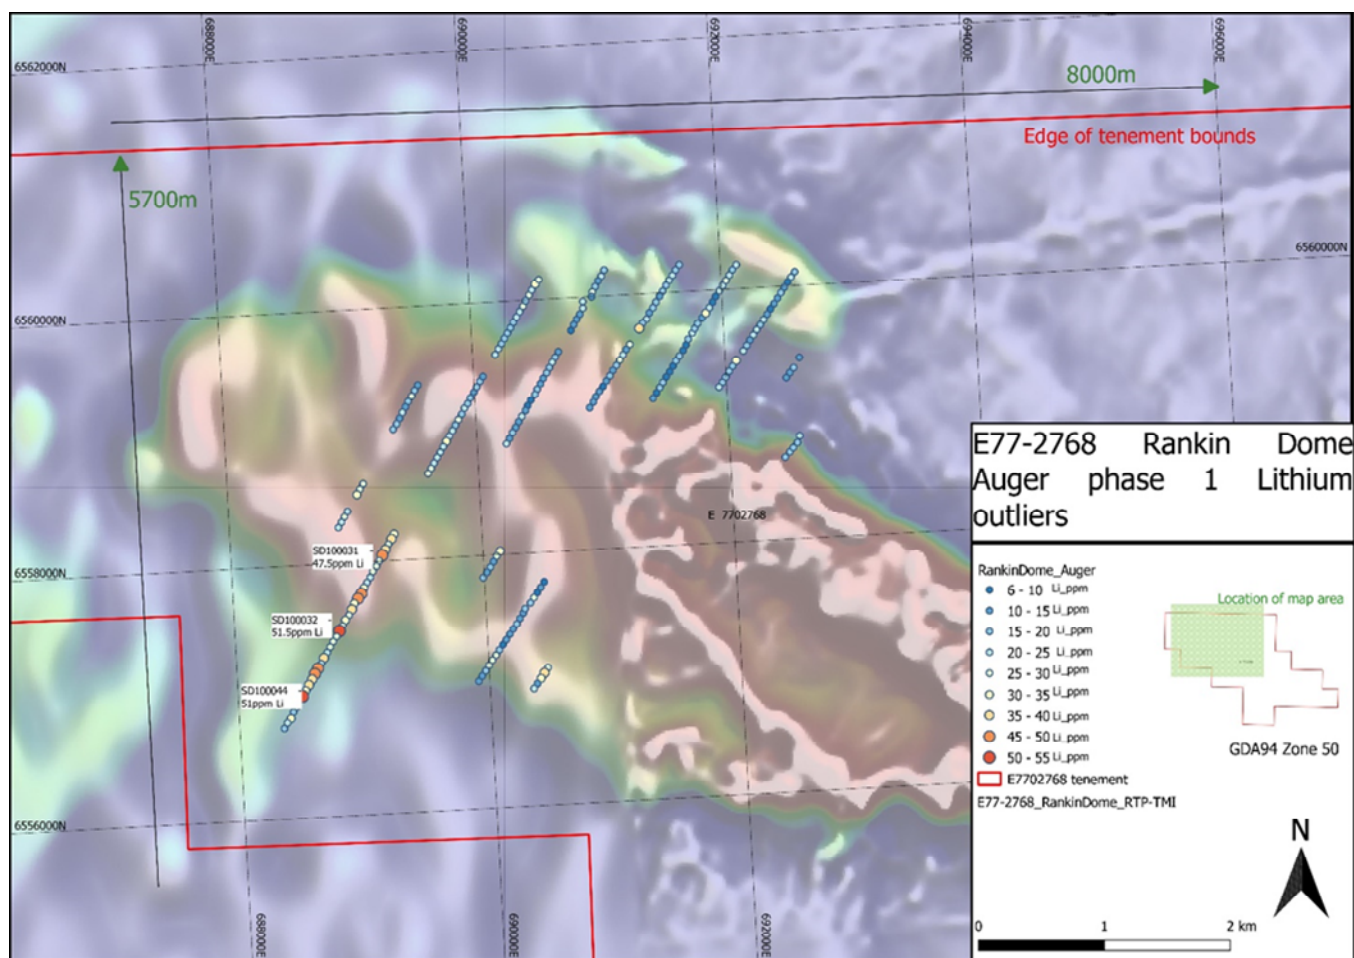 688000E
690000E
692000E
694000E
696000E
6562000N
8000m
Edge of tenement bounds
5700m
6560000N
6560000N
E 7702768
SD100031
47.5ppm Li
6558000N
SD100032
51.5ppm Li
SD100044
51ppm Li
6556000N
688000E
690000E
692000E
E77-2768 Rankin Dome
Auger phase 1 Lithium
outliers
RankinDome_Auger
6 - 10 Li_ppm
10 - 15 Li_ppm
15 - 20 Li_ppm
20 - 25 Li_ppm
25 - 30 Li_ppm
30 - 35 Li_ppm
35 - 40 Li_ppm
45 - 50 Li_ppm
50 - 55 Li_ppm
E7702768 tenement
E77-2768_RankinDome_RTP-TMI
Location of map area
GDA94 Zone 50
N
0 1 2 km